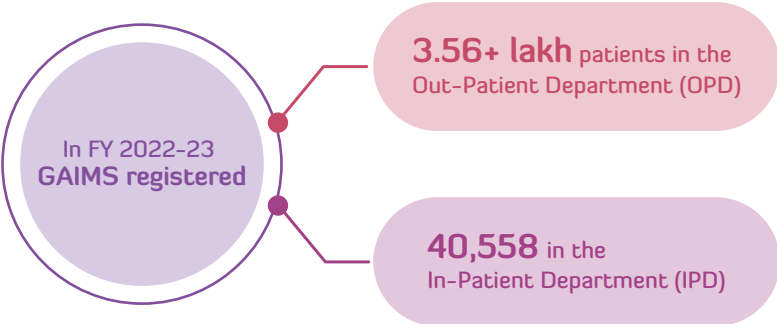 In FY 2022-23
GAIMS registered
3.56+ lakh patients in the
Out-Patient Department (OPD)
40,558 in the
In-Patient Department (IPD)